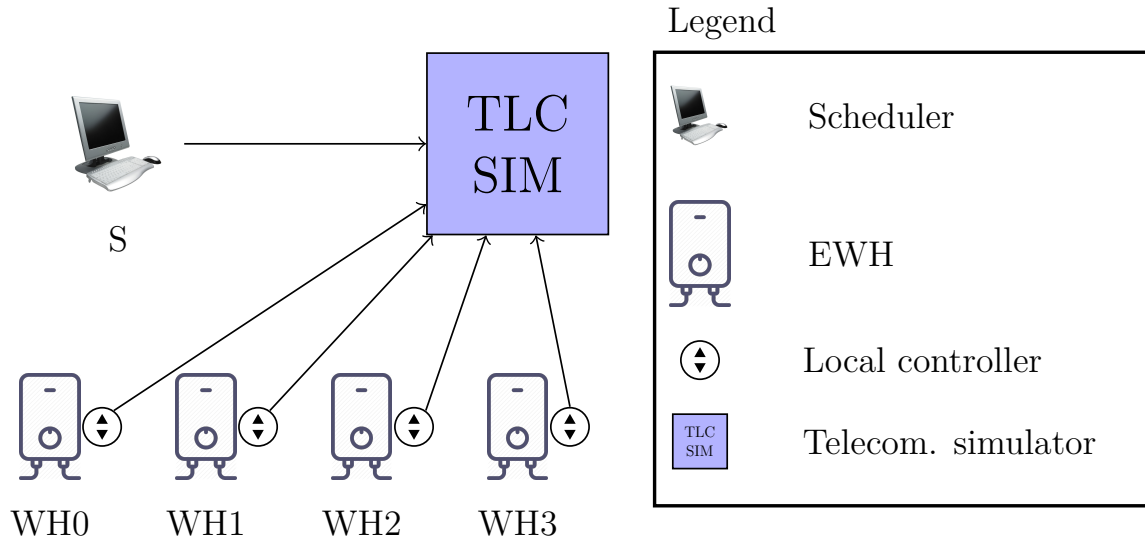 Legend
TLC
SIM
S
Scheduler
EWH
Local controller
TLC
SIM
Telecom. simulator
WH0 WH1 WH2 WH3